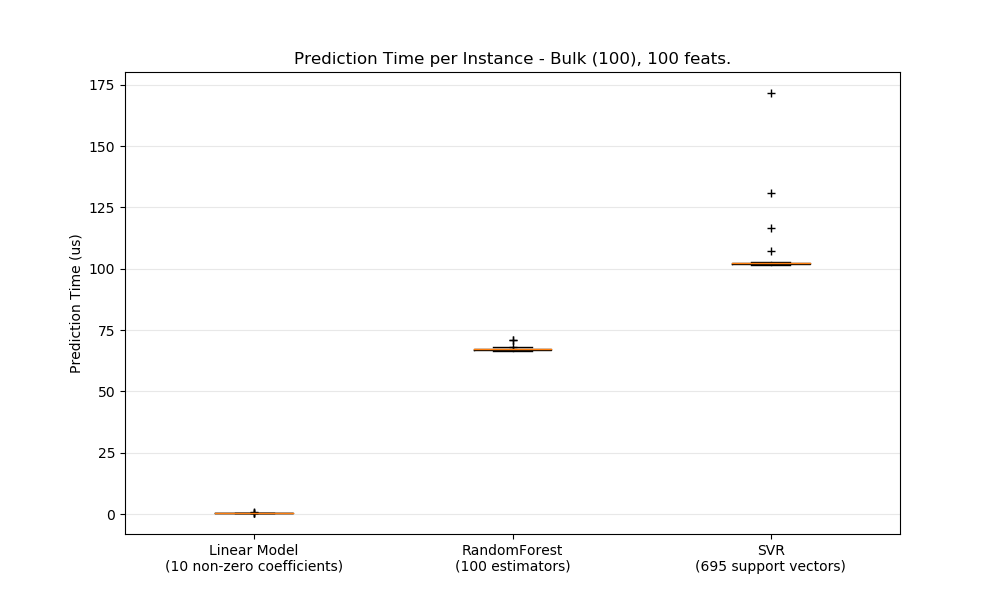 Prediction Time per Instance - Bulk (100), 100 feats.
175
150
125
100
75
50
25
0
Prediction Time (us)
Linear Model
(10 non-zero coefficients)
RandomForest
(100 estimators)
SVR
(695 support vectors)